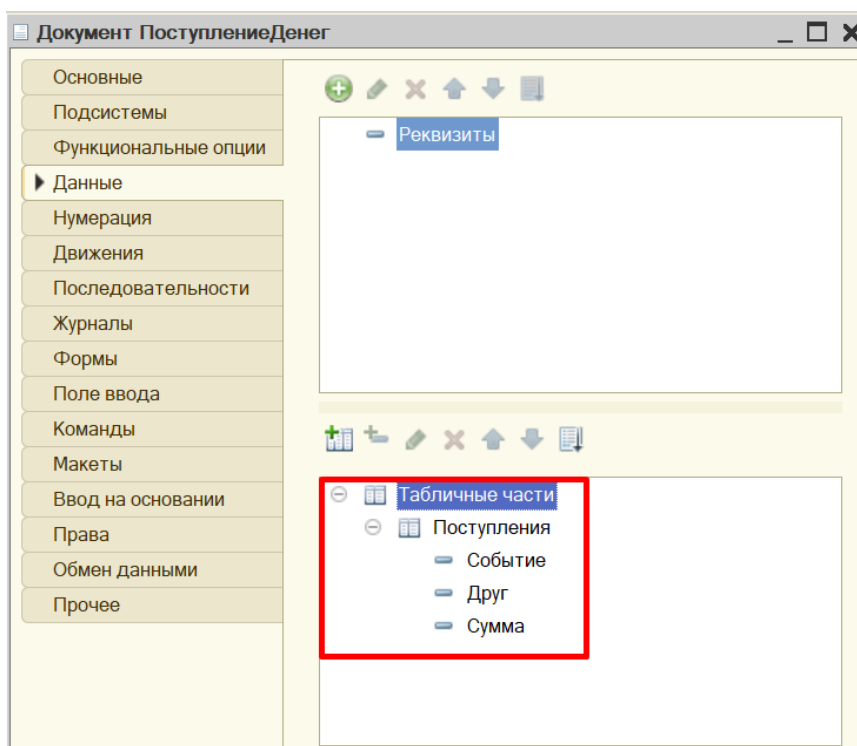 Документ ПоступлениеДенег
Основные
Подсистемы
Функциональные опции
Данные
Нумерация
Движения
Последовательности
Журналы
Формы
Поле ввода
Команды
Макеты
Ввод на основании
Права
Обмен данными
Прочее
Реквизиты
Табличные части
Поступления
Событие
Друг
Сумма